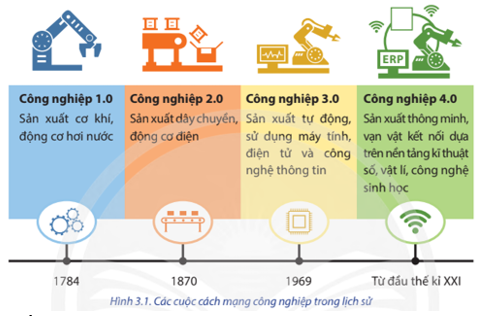 ERP
Công nghiệp 1.0
Sản xuất cơ khí,
động cơ hơi nước
Công nghiệp 2.0
Sản xuất dây chuyền,
động cơ điện
Công nghiệp 3.0
Sản xuất tự động,
sử dụng máy tính,
điện tử và công
nghệ thông tin
Công nghiệp 4.0
Sản xuất thông minh,
vạn vật kết nối dựa
trên nền tảng kĩ thuật
số, vật lí, công nghệ
sinh học
1784
1870
1969
Từ đầu thế kỉ XXI
Hình 3.1. Các cuộc cách mạng công nghiệp trong lịch sử